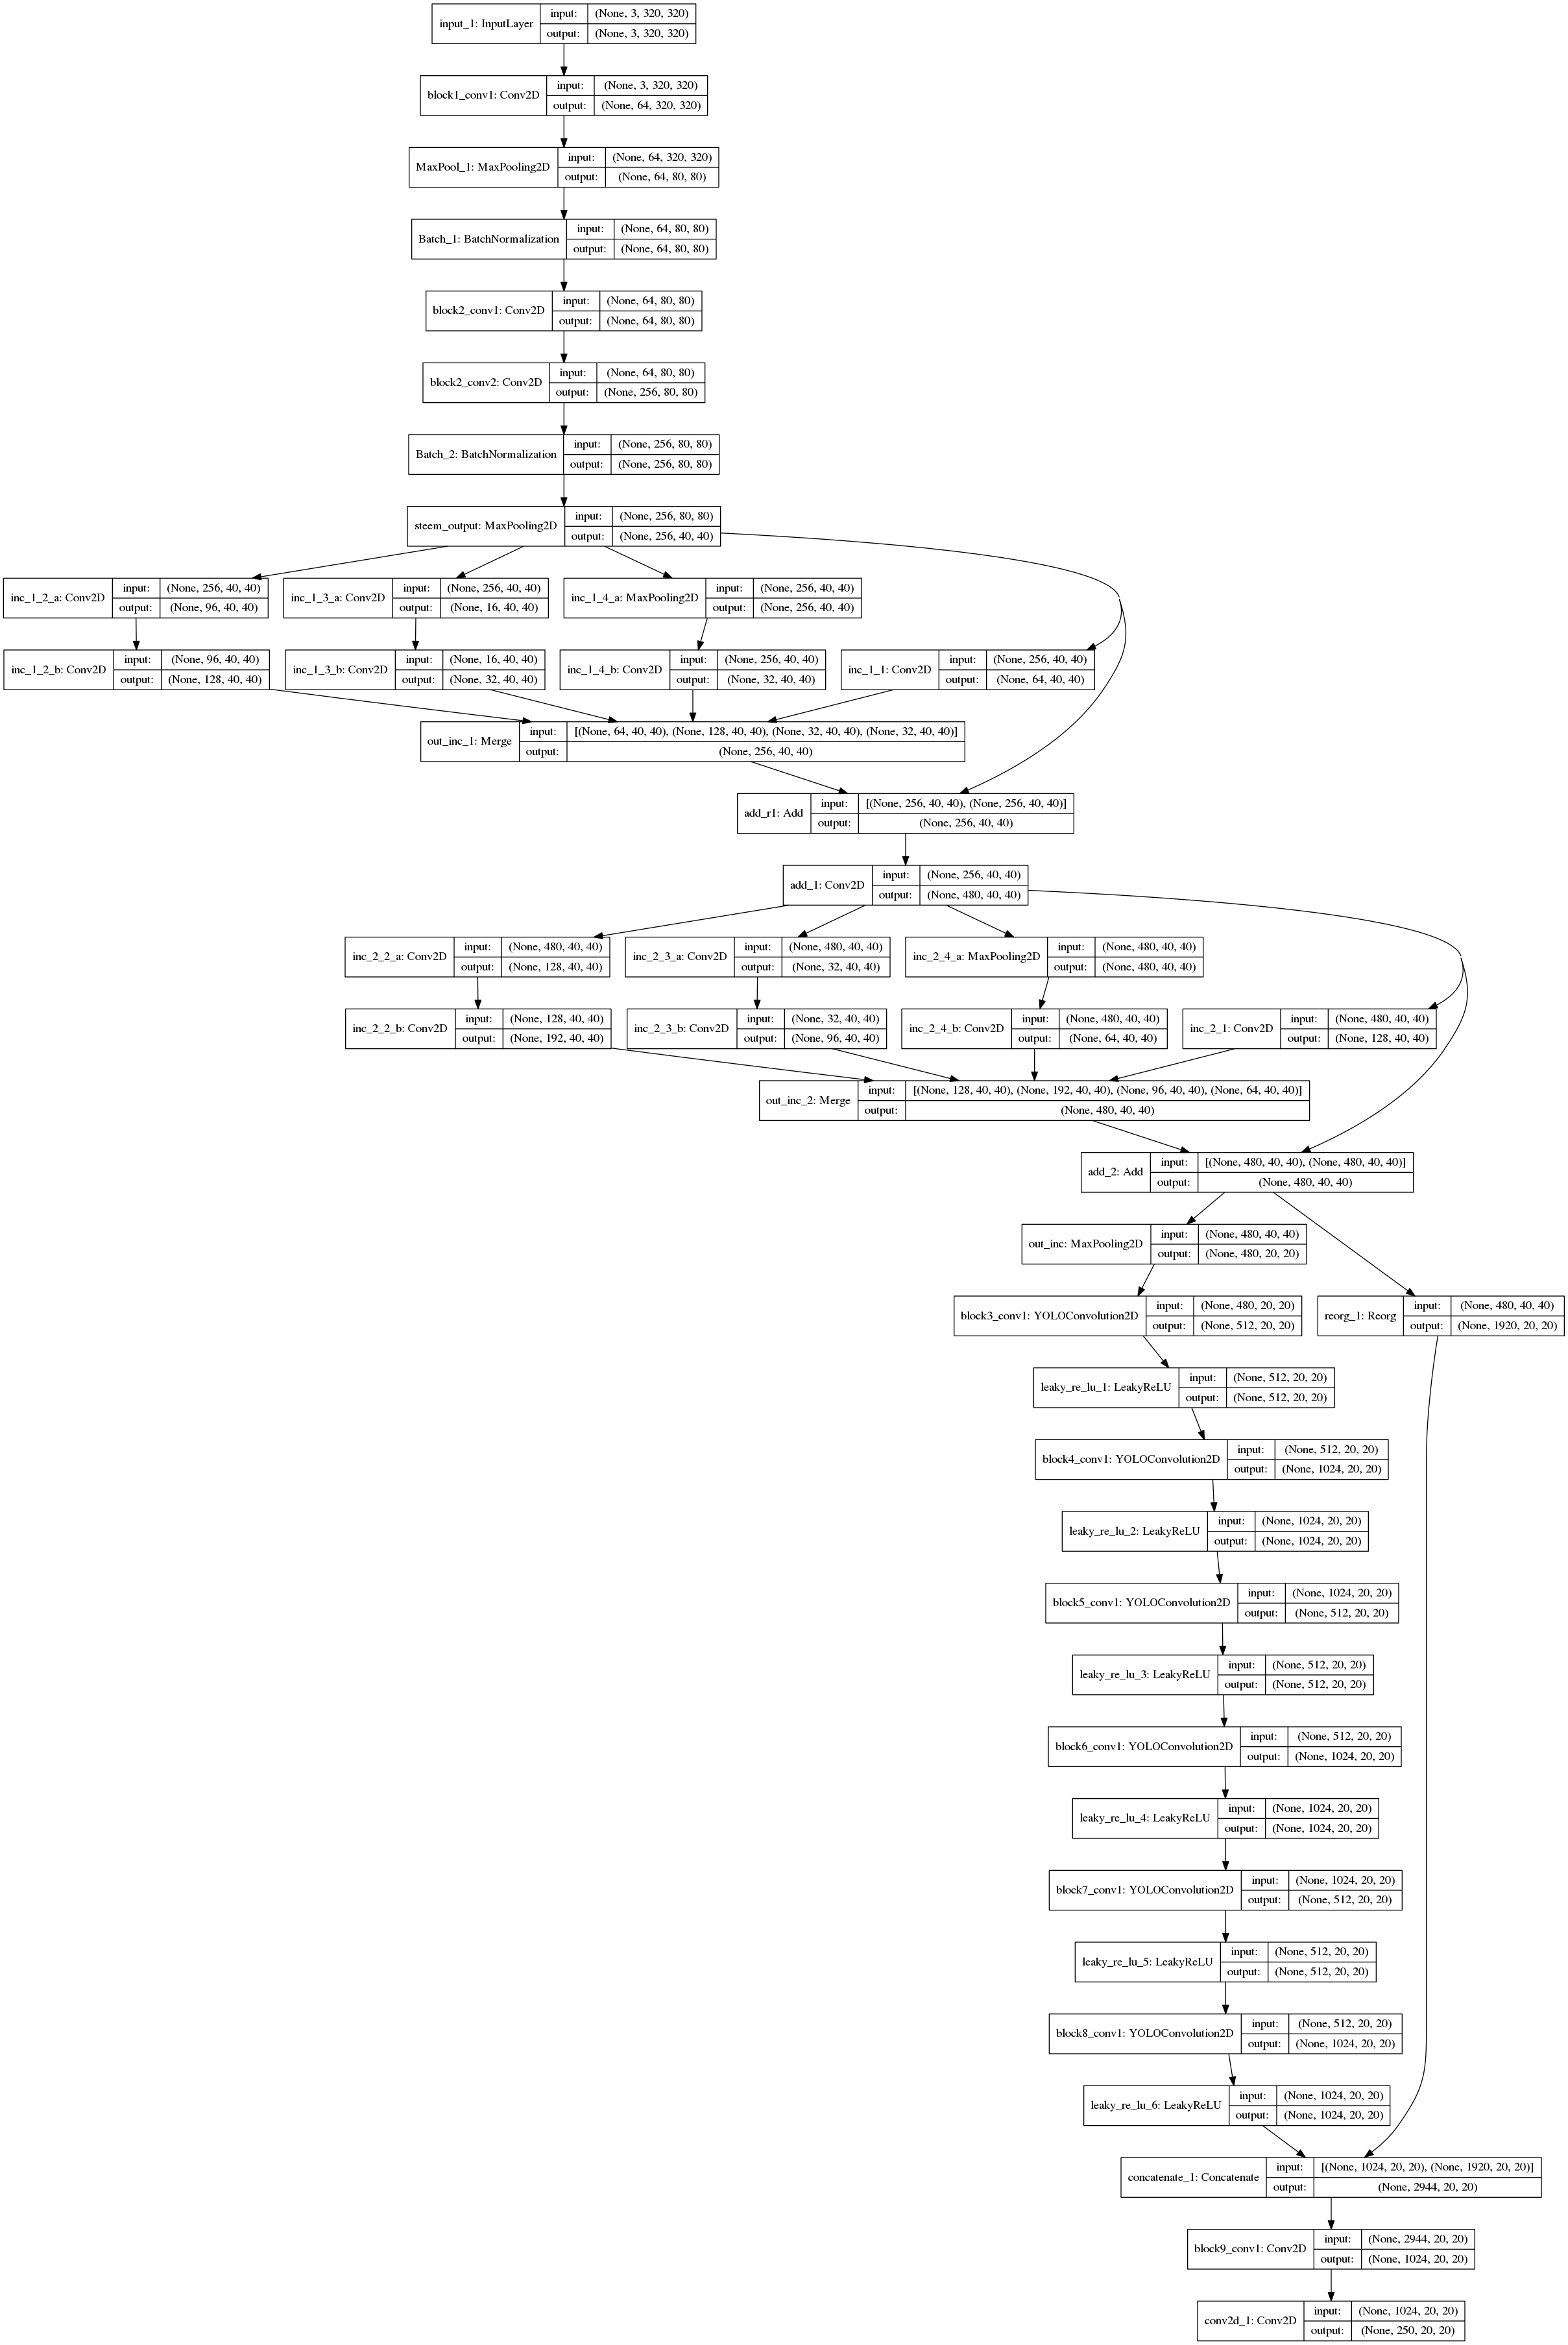 input_1: InputLayer
input: (None, 3, 320, 320)
output: (None, 3, 320, 320)
block1_conv1: Conv2D
input: (None, 3, 320, 320)
output: (None, 64, 320, 320)
MaxPool_1: MaxPooling2D
input: (None, 64, 320, 320)
output: (None, 64, 80, 80)
Batch_1: BatchNormalization
input: (None, 64, 80, 80)
output: (None, 64, 80, 80)
block2_conv1: Conv2D
input: (None, 64, 80, 80)
output: (None, 64, 80, 80)
block2_conv2: Conv2D
input: (None, 64, 80, 80)
output: (None, 256, 80, 80)
Batch_2: BatchNormalization
input: (None, 256, 80, 80)
output: (None, 256, 80, 80)
steem_output: MaxPooling2D
input: (None, 256, 80, 80)
output: (None, 256, 40, 40)
inc_1_2_a: Conv2D
input: (None, 256, 40, 40)
output: (None, 96, 40, 40)
inc_1_3_a: Conv2D
input: (None, 256, 40, 40)
output: (None, 16, 40, 40)
inc_1_4_a: MaxPooling2D
input: (None, 256, 40, 40)
output: (None, 256, 40, 40)
inc_1_2_b: Conv2D
input: (None, 96, 40, 40)
output: (None, 128, 40, 40)
inc_1_3_b: Conv2D
input: (None, 16, 40, 40)
output: (None, 32, 40, 40)
inc_1_4_b: Conv2D
input: (None, 256, 40, 40)
output: (None, 32, 40, 40)
inc_1_1: Conv2D
input: (None, 256, 40, 40)
output: (None, 64, 40, 40)
out_inc_1: Merge
input: [(None, 64, 40, 40), (None, 128, 40, 40), (None, 32, 40, 40), (None, 32, 40, 40)]
output: (None, 256, 40, 40)
add_r1: Add
input: [(None, 256, 40, 40), (None, 256, 40, 40)]
output: (None, 256, 40, 40)
add_1: Conv2D
input: (None, 256, 40, 40)
output: (None, 480, 40, 40)
inc_2_2_a: Conv2D
input: (None, 480, 40, 40)
output: (None, 128, 40, 40)
inc_2_3_a: Conv2D
input: (None, 480, 40, 40)
output: (None, 32, 40, 40)
inc_2_4_a: MaxPooling2D
input: (None, 480, 40, 40)
output: (None, 480, 40, 40)
inc_2_2_b: Conv2D
input: (None, 128, 40, 40)
output: (None, 192, 40, 40)
inc_2_3_b: Conv2D
input: (None, 32, 40, 40)
output: (None, 96, 40, 40)
inc_2_4_b: Conv2D
input: (None, 480, 40, 40)
output: (None, 64, 40, 40)
inc_2_1: Conv2D
input: (None, 480, 40, 40)
output: (None, 128, 40, 40)
out_inc_2: Merge
input: [(None, 128, 40, 40), (None, 192, 40, 40), (None, 96, 40, 40), (None, 64, 40, 40)]
output: (None, 480, 40, 40)
add_2: Add
input: [(None, 480, 40, 40), (None, 480, 40, 40)]
output: (None, 480, 40, 40)
out_inc: MaxPooling2D
input: (None, 480, 40, 40)
output: (None, 480, 20, 20)
block3_conv1: YOLOConvolution2D
input: (None, 480, 20, 20)
output: (None, 512, 20, 20)
reorg_1: Reorg
input: (None, 480, 40, 40)
output: (None, 1920, 20, 20)
leaky_re_lu_1: LeakyReLU
input: (None, 512, 20, 20)
output: (None, 512, 20, 20)
block4_conv1: YOLOConvolution2D
input: (None, 512, 20, 20)
output: (None, 1024, 20, 20)
leaky_re_lu_2: LeakyReLU
input: (None, 1024, 20, 20)
output: (None, 1024, 20, 20)
block5_conv1: YOLOConvolution2D
input: (None, 1024, 20, 20)
output: (None, 512, 20, 20)
leaky_re_lu_3: LeakyReLU
input: (None, 512, 20, 20)
output: (None, 512, 20, 20)
block6_conv1: YOLOConvolution2D
input: (None, 512, 20, 20)
output: (None, 1024, 20, 20)
leaky_re_lu_4: LeakyReLU
input: (None, 1024, 20, 20)
output: (None, 1024, 20, 20)
block7_conv1: YOLOConvolution2D
input: (None, 1024, 20, 20)
output: (None, 512, 20, 20)
leaky_re_lu_5: LeakyReLU
input: (None, 512, 20, 20)
output: (None, 512, 20, 20)
block8_conv1: YOLOConvolution2D
input: (None, 512, 20, 20)
output: (None, 1024, 20, 20)
leaky_re_lu_6: LeakyReLU
input: (None, 1024, 20, 20)
output: (None, 1024, 20, 20)
concatenate_1: Concatenate
input: [(None, 1024, 20, 20), (None, 1920, 20, 20)]
output: (None, 2944, 20, 20)
block9_conv1: Conv2D
input: (None, 2944, 20, 20)
output: (None, 1024, 20, 20)
conv2d_1: Conv2D
input: (None, 1024, 20, 20)
output: (None, 250, 20, 20)